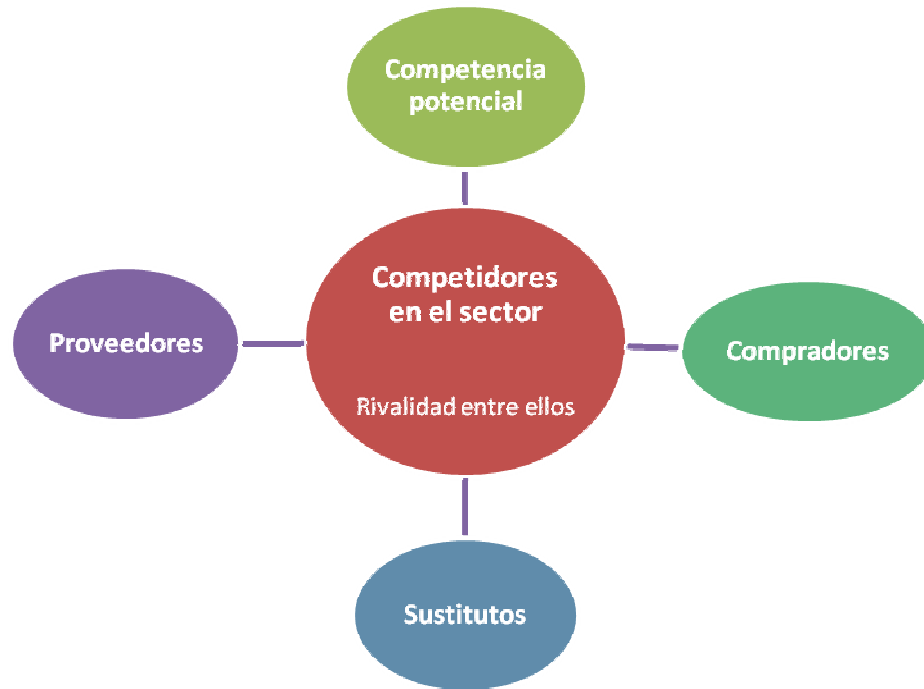 Competencia
potencial
Competidores
en el sector
Rivalidad entre ellos
Proveedores
Compradores
Sustitutos